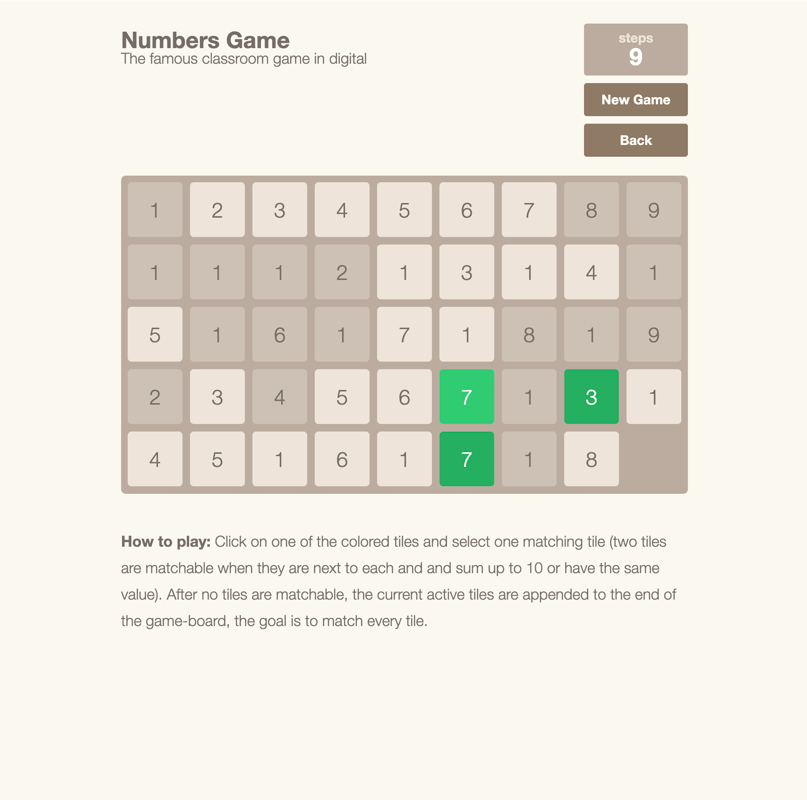 Numbers Game
The famous classroom game in digital
steps
9
New Game
Back
1 2 3 4 5 6 7 8 9
1 1 1 2 1 3 1 4 1
5 1 6 1 7 1 8 1 9
2 3 4 5 6 7 1 3 1
4 5 1 6 1 7 1 8
How to play: Click on one of the colored tiles and select one matching tile (two tiles
are matchable when they are next to each and and sum up to 10 or have the same
value). After no tiles are matchable, the current active tiles are appended to the end of
the game-board, the goal is to match every tile.